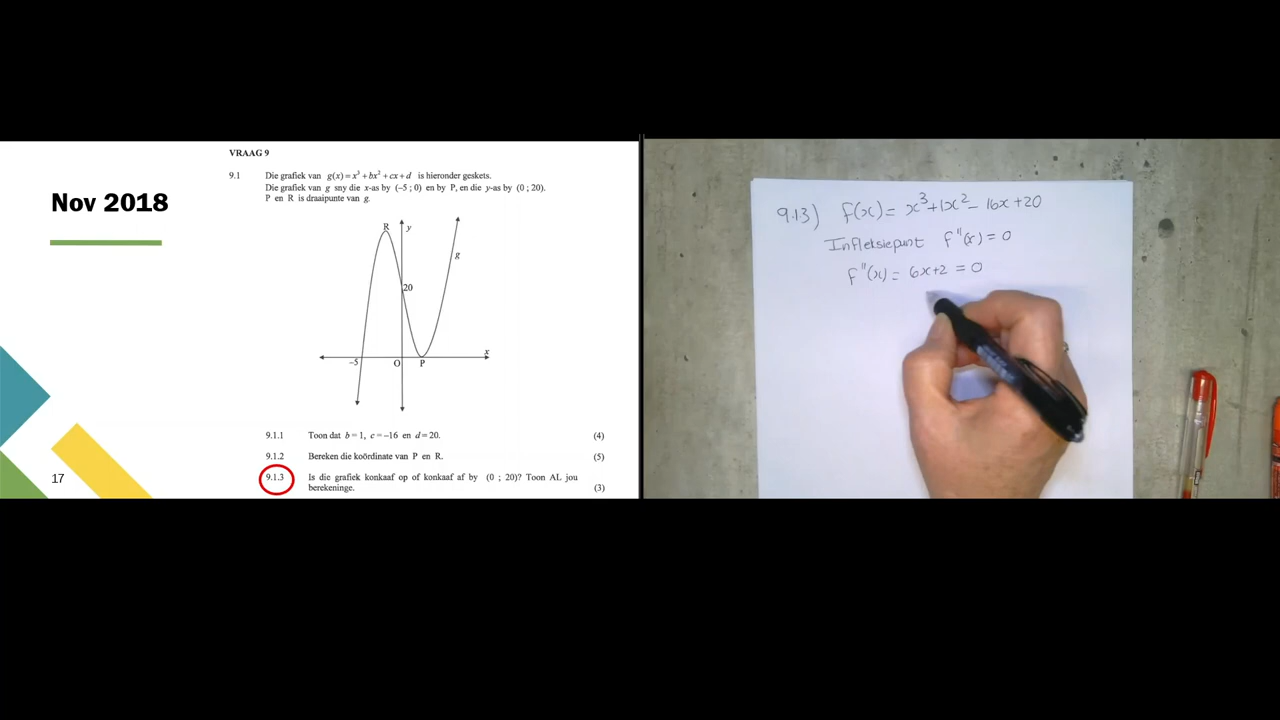 Nov 2018
17
VRAAG 9
9.1 Die grafiek van g(x) = x³ + bx² + cx + d is hieronder geskets.
Die grafiek van g sny die x-as by (–5 ; 0) en by P, en die y-as by (0 ; 20).
P en R is draaipunte van g.
R y
g
20
x
–5 O P
9.1.1 Toon dat b = 1, c = –16 en d = 20. (4)
9.1.2 Bereken die koördinate van P en R. (5)
9.1.3 Is die grafiek konkaaf op of konkaaf af by (0 ; 20)? Toon AL jou
berekeninge. (3)
9.1.3) f(x) = x³ + 1x² – 16x + 20
Infleksiepunt f''(x) = 0
f''(x) = 6x + 2 = 0